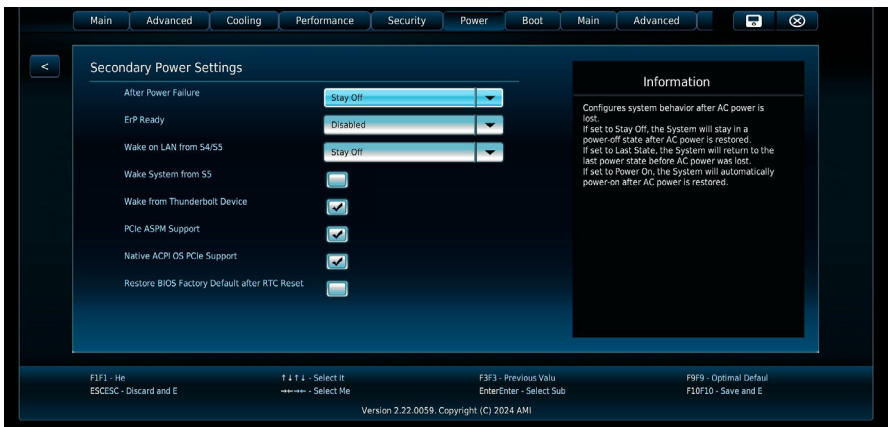 Main Advanced Cooling Performance Security Power Boot Main Advanced
<
Secondary Power Settings
After Power Failure Stay Off
ErP Ready Disabled
Wake on LAN from S4/S5 Stay Off
Wake System from S5
Wake from Thunderbolt Device
PCIe ASPM Support
Native ACPI OS PCIe Support
Restore BIOS Factory Default after RTC Reset
Information
Configures system behavior after AC power is
lost.
If set to Stay Off, the System will stay in a
power-off state after AC power is restored.
If set to Last State, the System will return to the
last power state before AC power was lost.
If set to Power On, the System will automatically
power-on after AC power is restored.
F1F1 - He ↑↓↑↓ - Select It F3F3 - Previous Valu F9F9 - Optimal Defaul
ESCESC - Discard and E →←→← - Select Me EnterEnter - Select Sub F10F10 - Save and E
Version 2.22.0059. Copyright (C) 2024 AMI